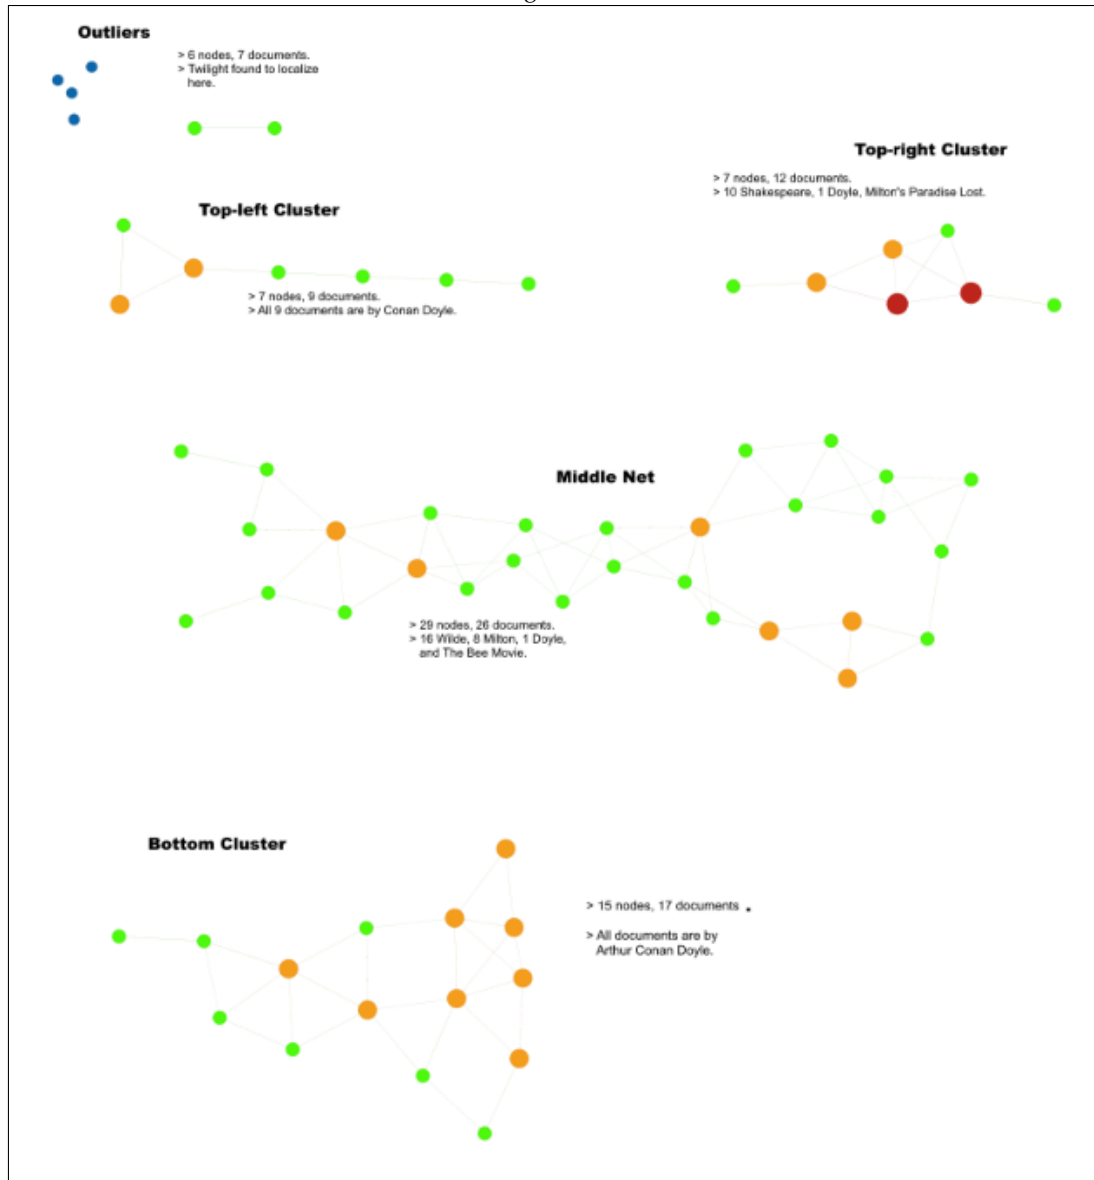 Outliers
> 6 nodes, 7 documents.
> Twilight found to localize
here.
Top-right Cluster
> 7 nodes, 12 documents.
> 10 Shakespeare, 1 Doyle, Milton's Paradise Lost.
Top-left Cluster
> 7 nodes, 9 documents.
> All 9 documents are by Conan Doyle.
Middle Net
> 29 nodes, 26 documents.
> 16 Wilde, 8 Milton, 1 Doyle,
and The Bee Movie.
Bottom Cluster
> 15 nodes, 17 documents .
> All documents are by
Arthur Conan Doyle.